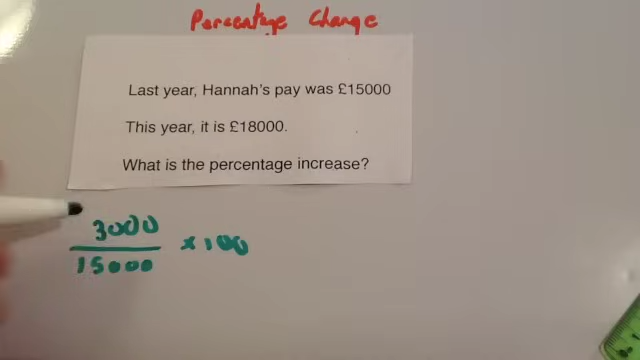 Percentage Change
Last year, Hannah's pay was £15000
This year, it is £18000.
What is the percentage increase?
3000
15000
× 100